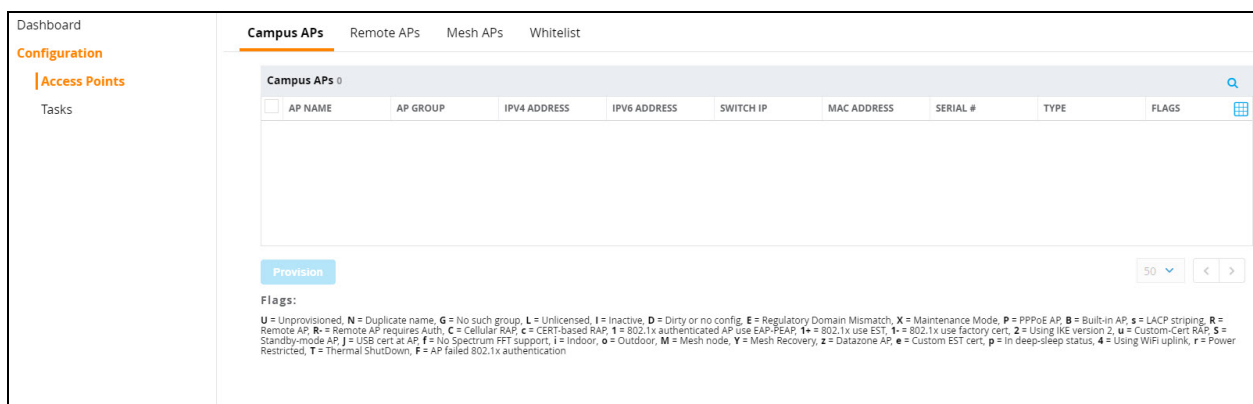 Dashboard
Configuration
Access Points
Tasks
Campus APs Remote APs Mesh APs Whitelist
Campus APs 0
AP NAME AP GROUP IPV4 ADDRESS IPV6 ADDRESS SWITCH IP MAC ADDRESS SERIAL # TYPE FLAGS
Provision
50
Flags:
U = Unprovisioned, N = Duplicate name, G = No such group, L = Unlicensed, I = Inactive, D = Dirty or no config, E = Regulatory Domain Mismatch, X = Maintenance Mode, P = PPPoE AP, B = Built-in AP, s = LACP striping, R =
Remote AP, R- = Remote AP requires Auth, C = Cellular RAP, c = CERT-based RAP, 1 = 802.1x authenticated AP use EAP-PEAP, 1+ = 802.1x use EST, 1- = 802.1x use factory cert, 2 = Using IKE version 2, u = Custom-Cert RAP, S =
Standby-mode AP, J = USB cert at AP, f = No Spectrum FFT support, i = Indoor, o = Outdoor, M = Mesh node, Y = Mesh Recovery, z = Datazone AP, e = Custom EST cert, p = In deep-sleep status, 4 = Using WiFi uplink, r = Power
Restricted, T = Thermal ShutDown, F = AP failed 802.1x authentication